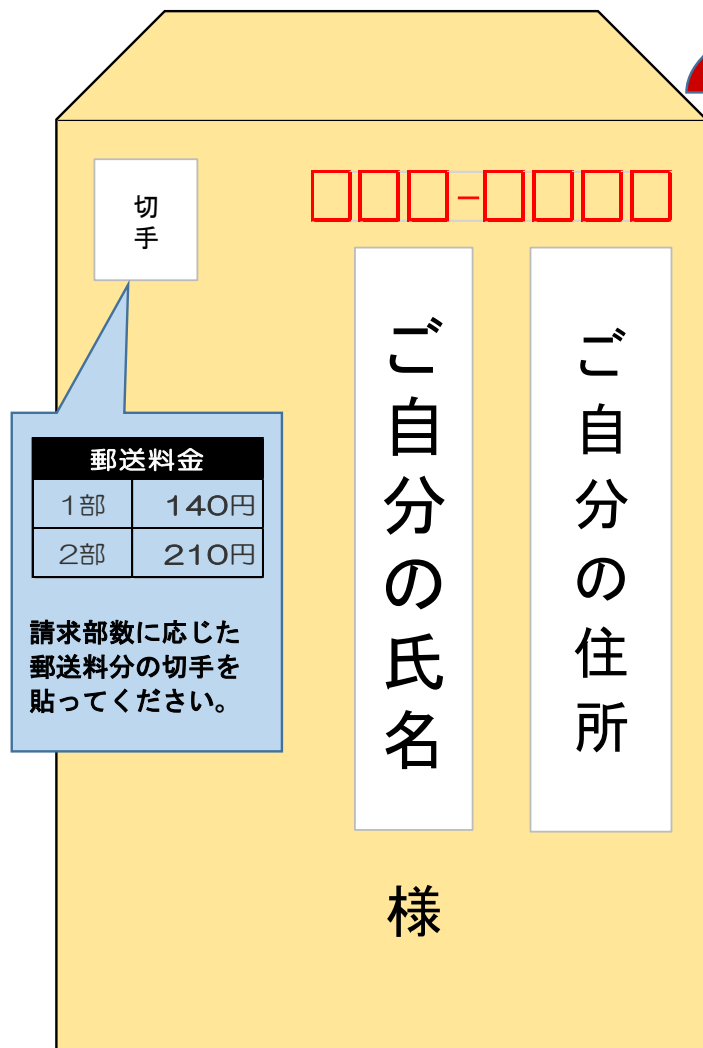 切手
ご自分の住所
ご自分の氏名
様
郵送料金
1部 140円
2部 210円
請求部数に応じた
郵送料分の切手を
貼ってください。